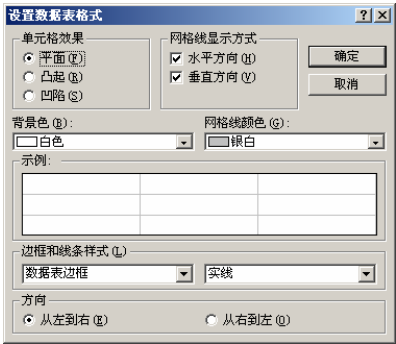 设置数据表格式
单元格效果
平面(F)
凸起(R)
凹陷(S)
网格线显示方式
水平方向(H)
垂直方向(V)
确定
取消
背景色(B):
网格线颜色(G):
白色
银白
示例:
边框和线条样式(L)
数据表边框
实线
方向
从左到右(E)
从右到左(O)